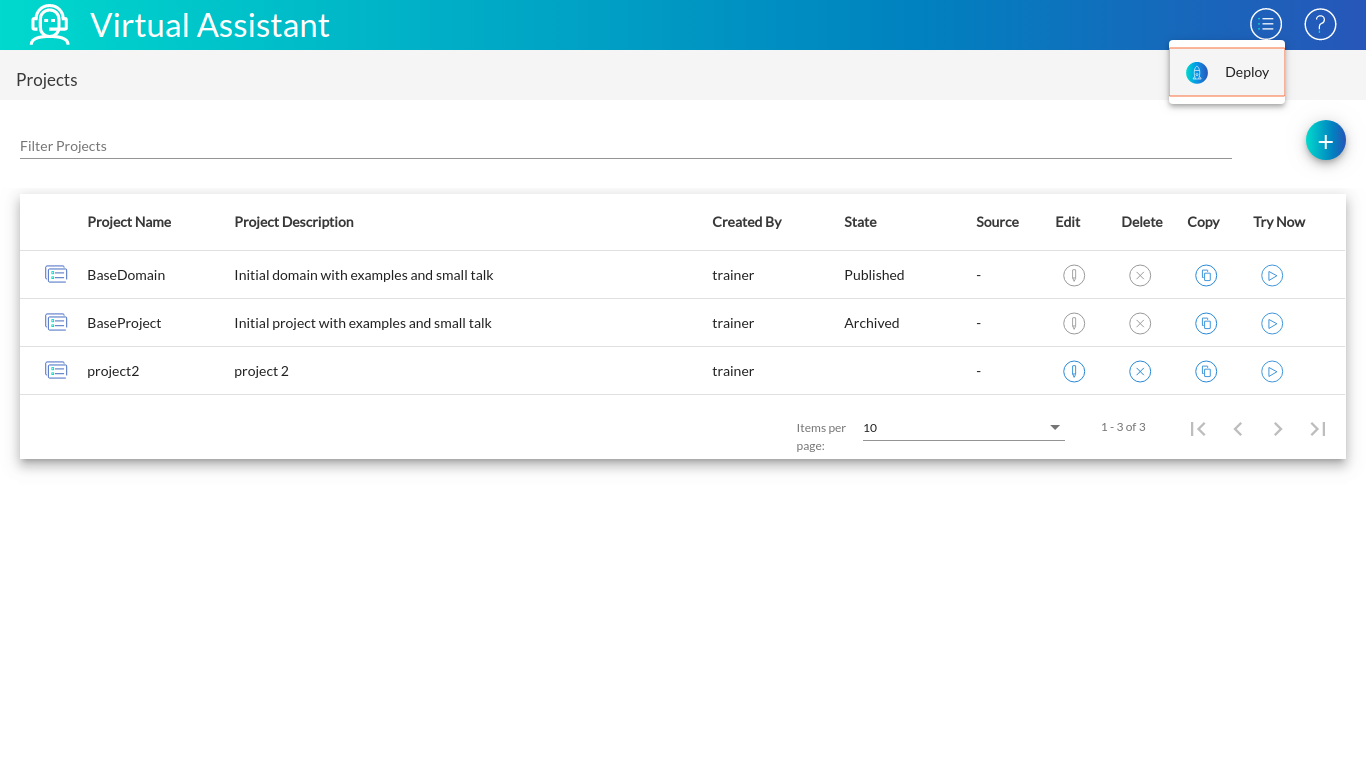 Virtual Assistant
?
Projects
Deploy
Filter Projects
+
Project Name Project Description Created By State Source Edit Delete Copy Try Now
BaseDomain Initial domain with examples and small talk trainer Published -
BaseProject Initial project with examples and small talk trainer Archived -
project2 project 2 trainer -
Items per page: 10 1 - 3 of 3